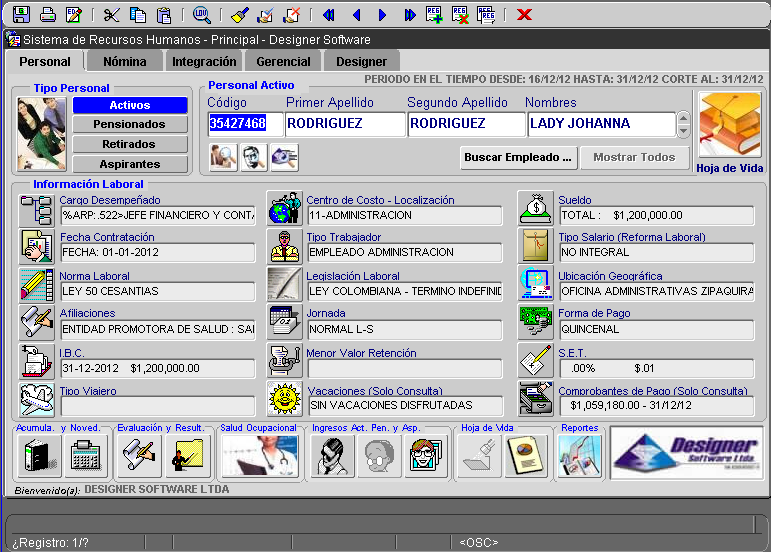 Sistema de Recursos Humanos - Principal - Designer Software
Personal Nómina Integración Gerencial Designer
PERIODO EN EL TIEMPO DESDE: 16/12/12 HASTA: 31/12/12 CORTE AL: 31/12/12
Tipo Personal
Activos
Pensionados
Retirados
Aspirantes
Personal Activo
Código Primer Apellido Segundo Apellido Nombres
35427468 RODRIGUEZ RODRIGUEZ LADY JOHANNA
Buscar Empleado ... Mostrar Todos
Hoja de Vida
Información Laboral
Cargo Desempeñado Centro de Costo - Localización Sueldo
%ARP:.522>JEFE FINANCIERO Y CONT 11-ADMINISTRACION TOTAL : $1,200,000.00
Fecha Contratación Tipo Trabajador Tipo Salario (Reforma Laboral)
FECHA: 01-01-2012 EMPLEADO ADMINISTRACION NO INTEGRAL
Norma Laboral Legislación Laboral Ubicación Geográfica
LEY 50 CESANTIAS LEY COLOMBIANA - TERMINO INDEFINID OFICINA ADMINISTRATIVAS ZIPAQUIRA
Afiliaciones Jornada Forma de Pago
ENTIDAD PROMOTORA DE SALUD : SAL NORMAL L-S QUINCENAL
I.B.C. Menor Valor Retención S.E.T.
31-12-2012 $1,200,000.00 .00% $.01
Tipo Viajero Vacaciones (Solo Consulta) Comprobantes de Pago (Solo Consulta)
SIN VACACIONES DISFRUTADAS $1,059,180.00 - 31/12/12
Acumula. y Noved. Evaluación y Result. Salud Ocupacional Ingresos Act. Pen. y Asp. Hoja de Vida Reportes
Designer
Software Ltda.
Bienvenido(a): DESIGNER SOFTWARE LTDA
¿Registro: 1/? <OSC>